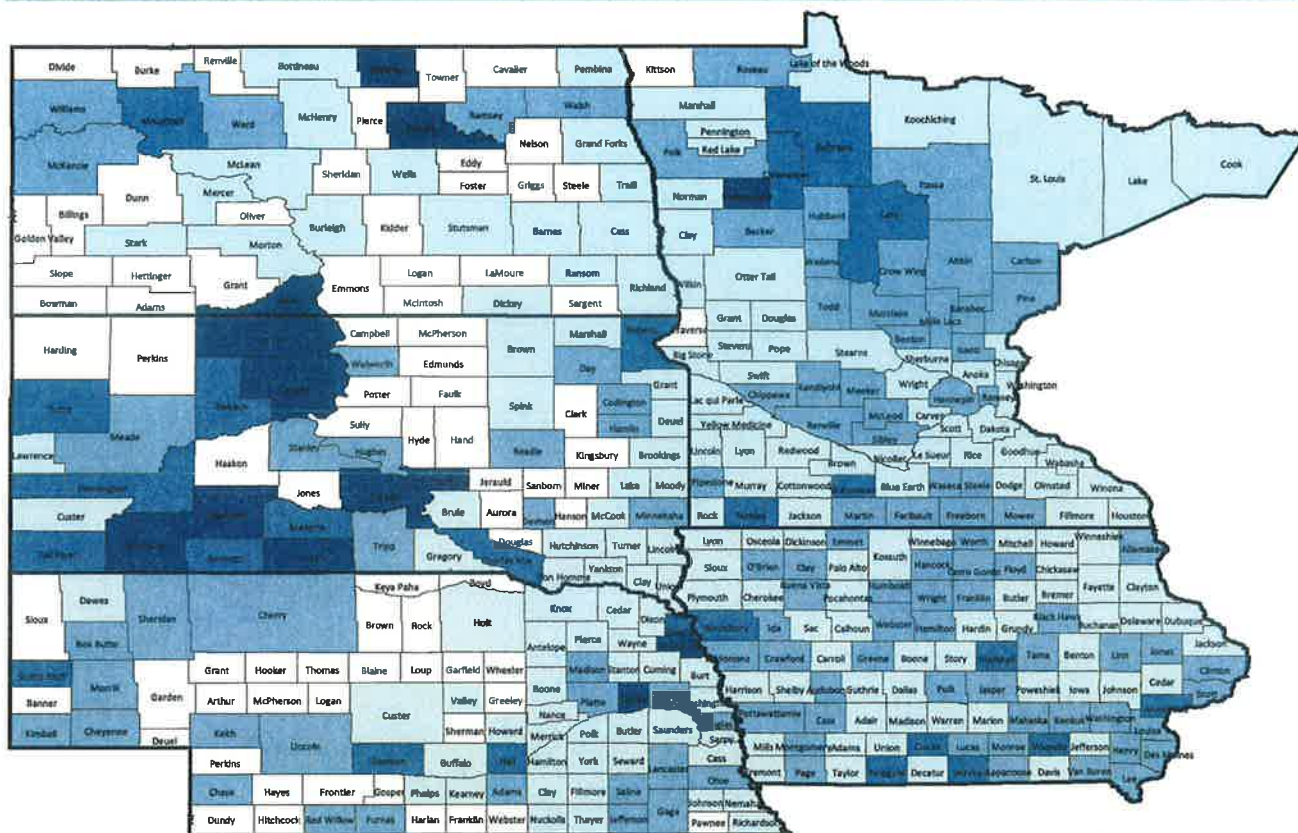 Divide
Burke
Renville
Bottineau
Towner
Cavalier
Pembina
Kittson
Roseau
Lake of the Woods
Williams
Mountrail
Ward
McHenry
Pierce
Ramsey
Walsh
Marshall
Koochiching
Pennington
Red Lake
Polk
Beltrami
McKenzie
McLean
Nelson
Grand Forks
Cook
Lake
St. Louis
Itasca
Dunn
Mercer
Sheridan
Wells
Eddy
Foster
Griggs
Steele
Traill
Norman
Billings
Oliver
Burleigh
Kidder
Stutsman
Barnes
Cass
Clay
Becker
Hubbard
Cass
Golden Valley
Stark
Morton
Wadena
Crow Wing
Aitkin
Carlton
Slope
Hettinger
Grant
Emmons
Logan
LaMoure
Ransom
Richland
Wilkin
Otter Tail
Pine
Bowman
Adams
McIntosh
Dickey
Sargent
Todd
Morrison
Mille Lacs
Kanabec
Harding
Perkins
Campbell
McPherson
Brown
Marshall
Roberts
Traverse
Grant
Douglas
Benton
Isanti
Walworth
Edmunds
Day
Big Stone
Stevens
Pope
Stearns
Sherburne
Chisago
Anoka
Washington
Potter
Faulk
Spink
Codington
Grant
Swift
Kandiyohi
Meeker
Wright
Hennepin
Ramsey
Butte
Ziebach
Dewey
Sully
Clark
Hamlin
Deuel
Lac qui Parle
Chippewa
McLeod
Carver
Meade
Hyde
Hand
Yellow Medicine
Renville
Sibley
Scott
Dakota
Lawrence
Haakon
Stanley
Hughes
Beadle
Kingsbury
Brookings
Lincoln
Lyon
Redwood
Brown
Nicollet
Le Sueur
Rice
Goodhue
Wabasha
Pennington
Jones
Jerauld
Sanborn
Miner
Lake
Moody
Pipestone
Murray
Cottonwood
Watonwan
Blue Earth
Waseca
Steele
Dodge
Olmsted
Winona
Custer
Brule
Aurora
Hanson
McCook
Minnehaha
Rock
Nobles
Jackson
Martin
Faribault
Freeborn
Mower
Fillmore
Houston
Mellette
Tripp
Gregory
Douglas
Hutchinson
Turner
Lincoln
Lyon
Osceola
Dickinson
Emmet
Winnebago
Worth
Mitchell
Howard
Winneshiek
Allamakee
Bennett
Bon Homme
Yankton
Clay
Union
Sioux
O'Brien
Clay
Palo Alto
Kossuth
Hancock
Cerro Gordo
Floyd
Chickasaw
Fayette
Clayton
Sioux
Dawes
Sheridan
Cherry
Keya Paha
Boyd
Knox
Cedar
Dixon
Plymouth
Cherokee
Buena Vista
Pocahontas
Humboldt
Wright
Franklin
Butler
Bremer
Box Butte
Brown
Rock
Holt
Antelope
Pierce
Wayne
Woodbury
Ida
Sac
Calhoun
Webster
Hamilton
Hardin
Grundy
Black Hawk
Buchanan
Delaware
Dubuque
Scotts Bluff
Grant
Hooker
Thomas
Blaine
Loup
Garfield
Wheeler
Madison
Stanton
Cuming
Burt
Monona
Crawford
Carroll
Greene
Boone
Story
Marshall
Tama
Benton
Linn
Jones
Jackson
Banner
Morrill
Garden
Arthur
McPherson
Logan
Custer
Valley
Greeley
Boone
Nance
Platte
Harrison
Shelby
Audubon
Guthrie
Dallas
Polk
Jasper
Poweshiek
Iowa
Johnson
Cedar
Clinton
Scott
Kimball
Cheyenne
Deuel
Keith
Lincoln
Sherman
Howard
Merrick
Polk
Butler
Saunders
Sarpy
Pottawattamie
Cass
Adair
Madison
Warren
Marion
Mahaska
Keokuk
Washington
Louisa
Perkins
Dawson
Buffalo
Hall
Hamilton
York
Seward
Lancaster
Cass
Mills
Montgomery
Adams
Union
Clarke
Lucas
Monroe
Wapello
Jefferson
Henry
Des Moines
Chase
Hayes
Frontier
Gosper
Phelps
Kearney
Adams
Clay
Fillmore
Saline
Otoe
Fremont
Page
Taylor
Ringgold
Decatur
Wayne
Appanoose
Davis
Van Buren
Lee
Dundy
Hitchcock
Red Willow
Furnas
Harlan
Franklin
Webster
Nuckolls
Thayer
Jefferson
Gage
Johnson
Nemaha
Pawnee
Richardson